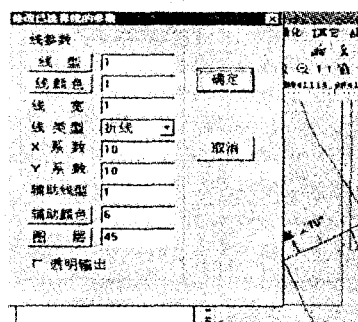 修改已选择线的参数
线参数
线 型 1
线颜色 1
线 宽 1
线 类型 折线
X 系数 10
Y 系数 10
辅助线型 1
辅助颜色 6
图 层 45
透明输出
确定
取消